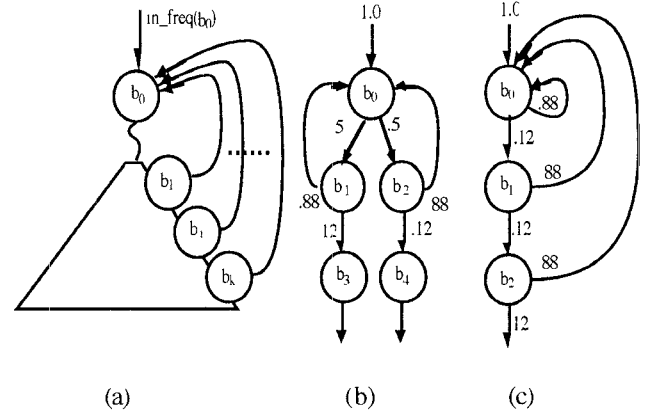 in_freq(b0)
b0
b1
b1
bk
......
(a)
1.0
b0
5
.5
b1
b2
.88
88
12
.12
b3
b4
(b)
1.0
b0
.88
.12
b1
88
.12
b2
88
12
(c)